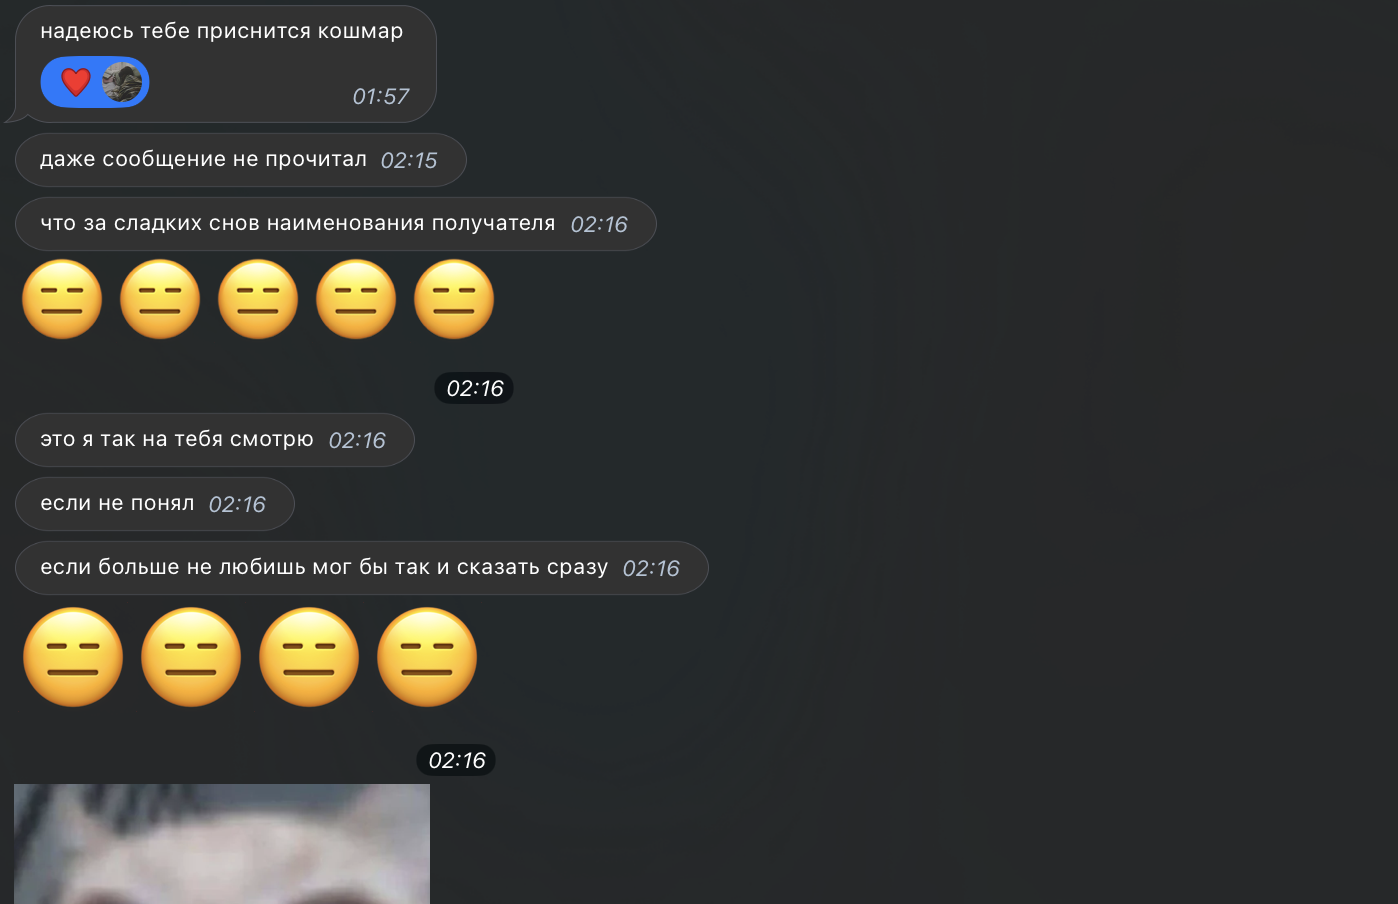 надеюсь тебе приснится кошмар
❤️ 01:57
даже сообщение не прочитал 02:15
что за сладких снов наименования получателя 02:16
😑😑😑😑😑
02:16
это я так на тебя смотрю 02:16
если не понял 02:16
если больше не любишь мог бы так и сказать сразу 02:16
😑😑😑😑
02:16